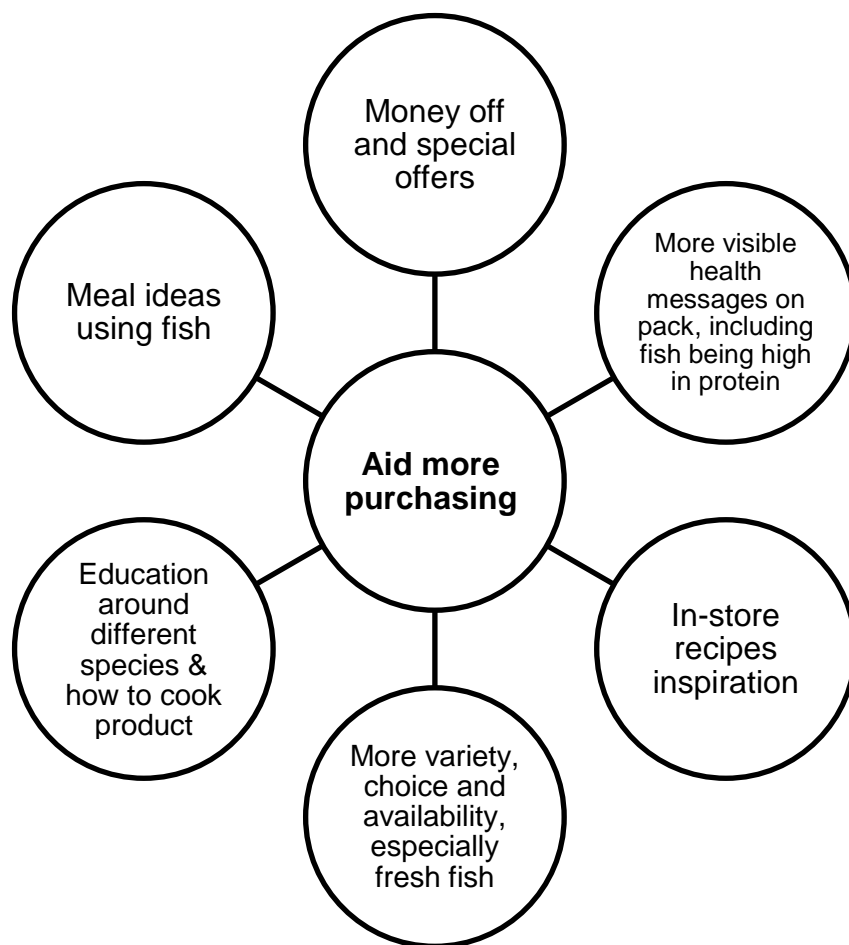 Money off
and special
offers
More visible
health
messages on
pack, including
fish being high
in protein
Meal ideas
using fish
Aid more
purchasing
Education
around
different
species &
how to cook
product
In-store
recipes
inspiration
More variety,
choice and
availability,
especially
fresh fish